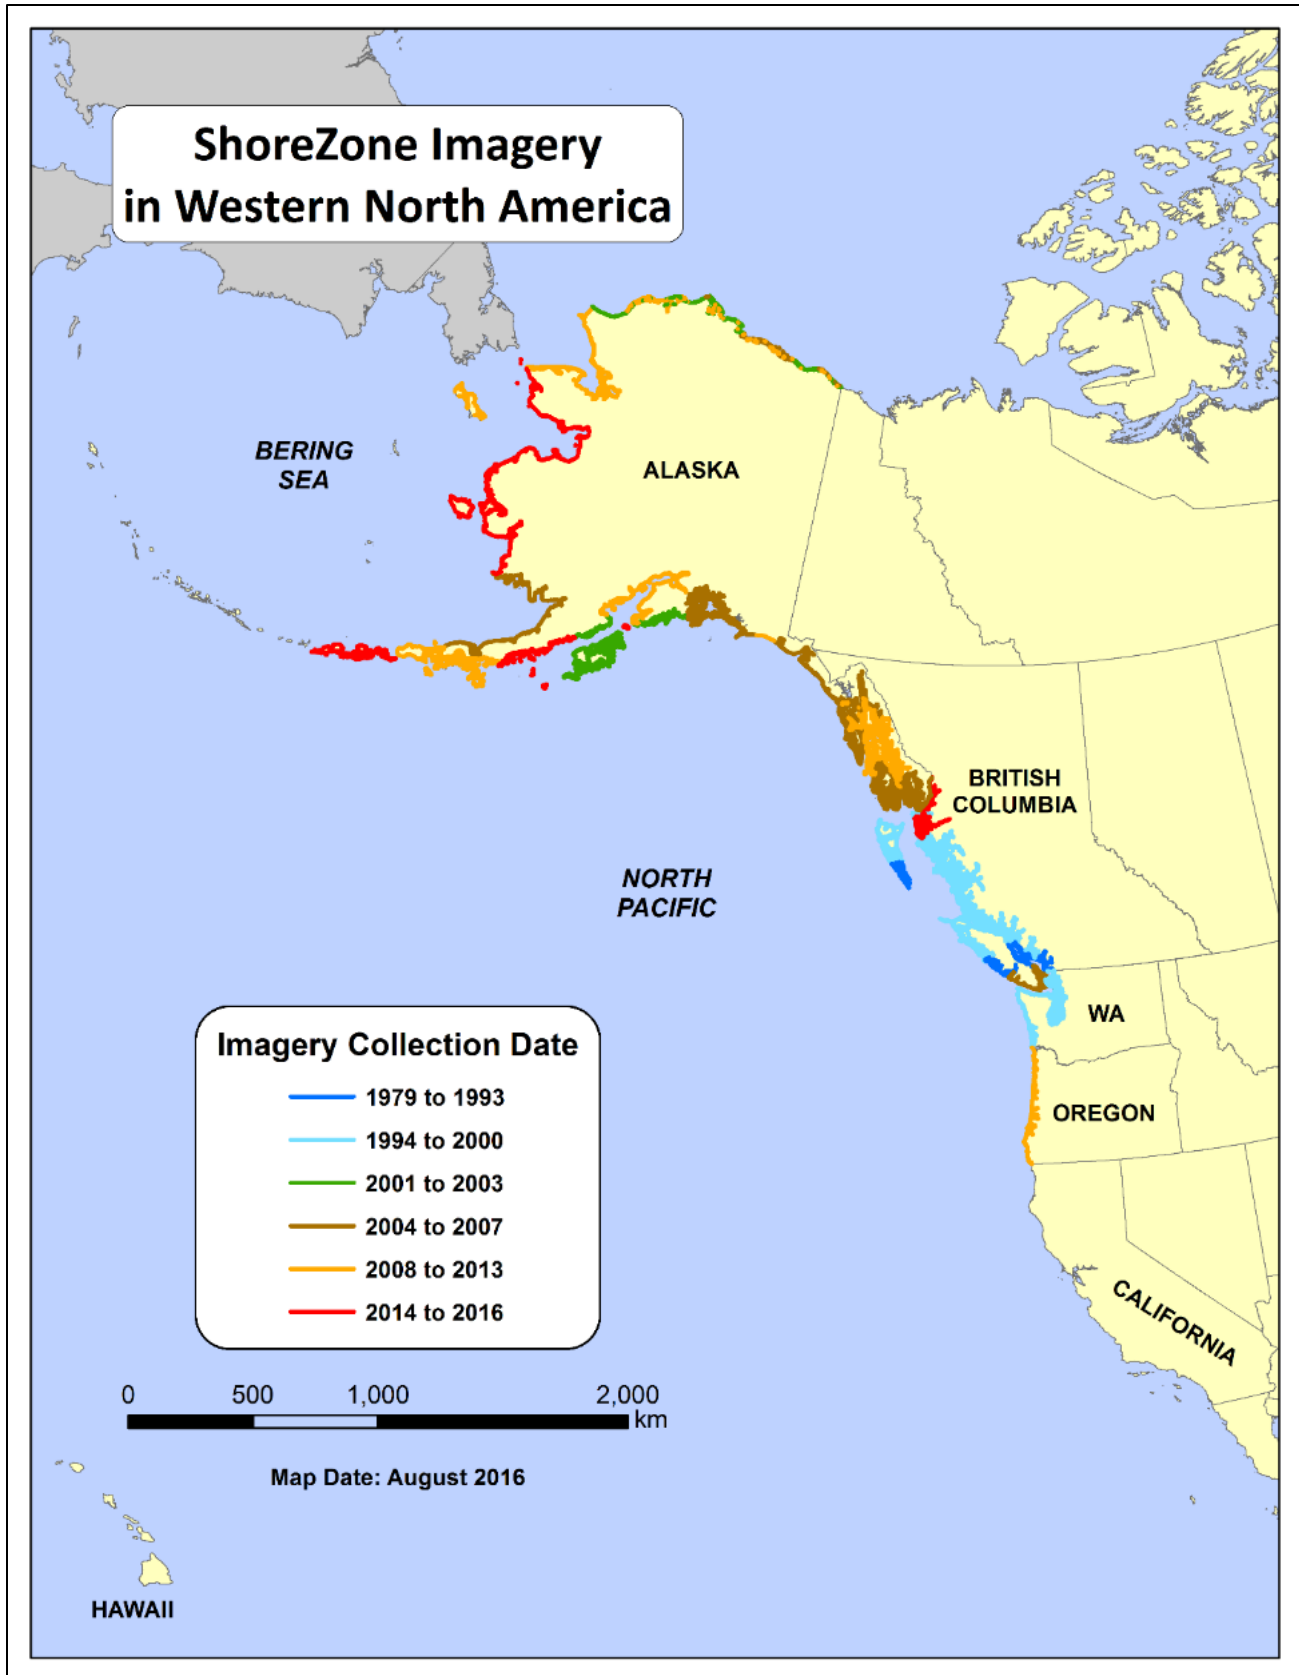 ShoreZone Imagery
in Western North America
BERING
SEA
ALASKA
BRITISH
COLUMBIA
NORTH
PACIFIC
WA
OREGON
CALIFORNIA
Imagery Collection Date
1979 to 1993
1994 to 2000
2001 to 2003
2004 to 2007
2008 to 2013
2014 to 2016
0 500 1,000 2,000
km
Map Date: August 2016
HAWAII